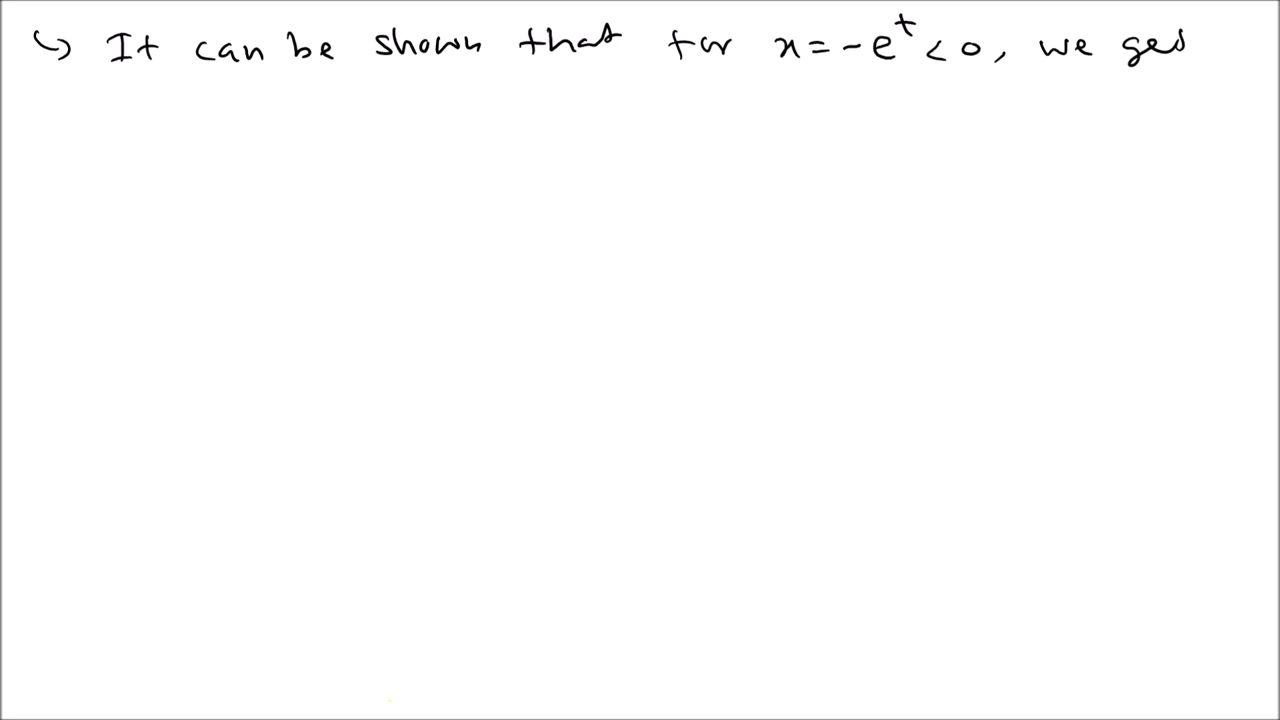 ↪ It can be shown that for x = -e^t < 0, we get